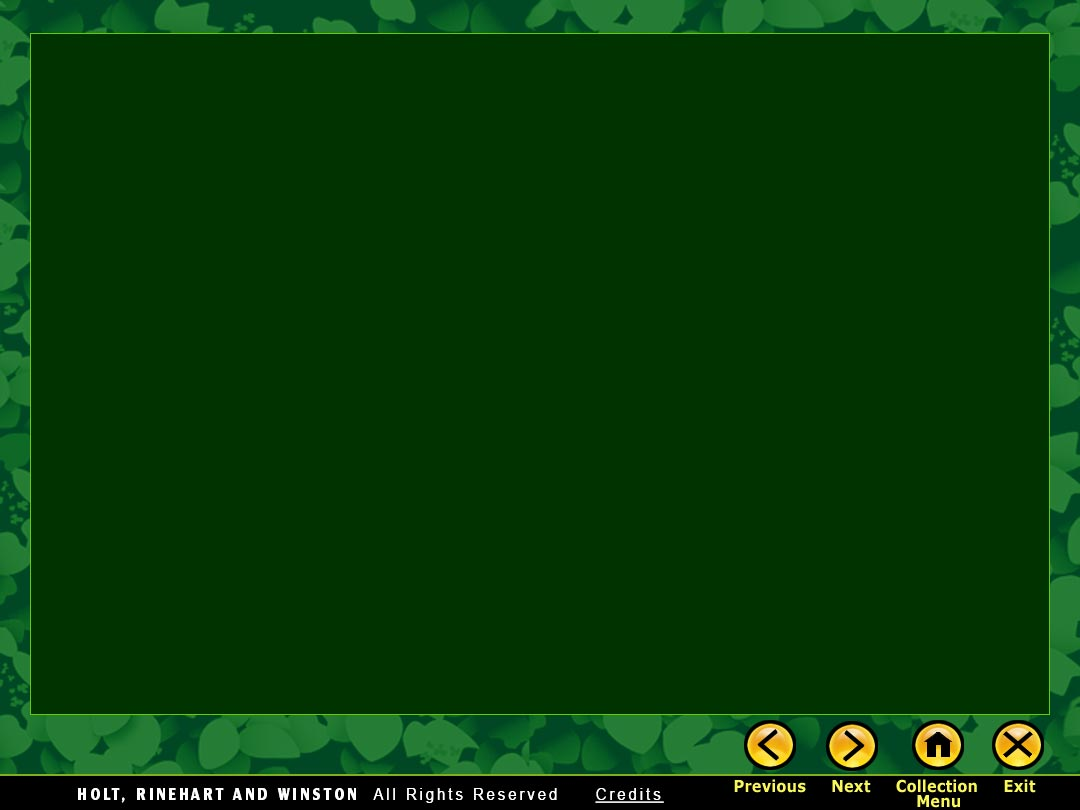 Previous Next Collection Menu Exit
HOLT, RINEHART AND WINSTON All Rights Reserved Credits